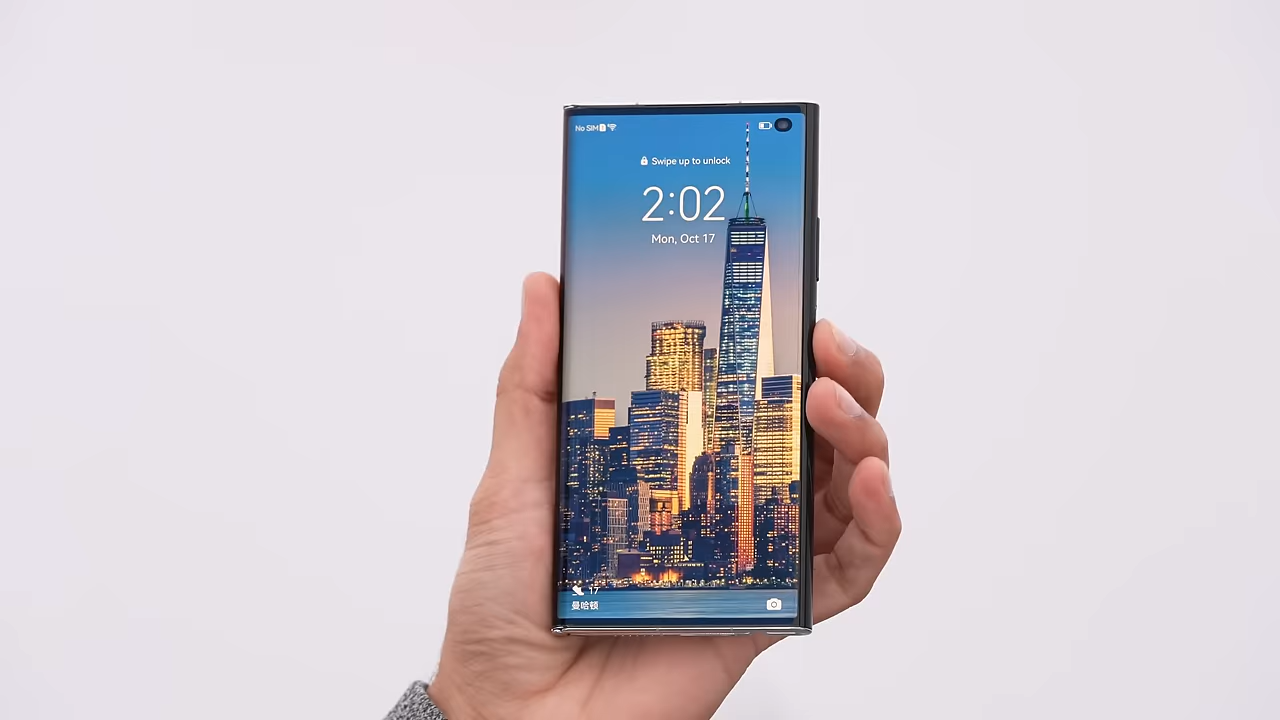 No SIM
Swipe up to unlock
2:02
Mon, Oct 17
17
曼哈顿